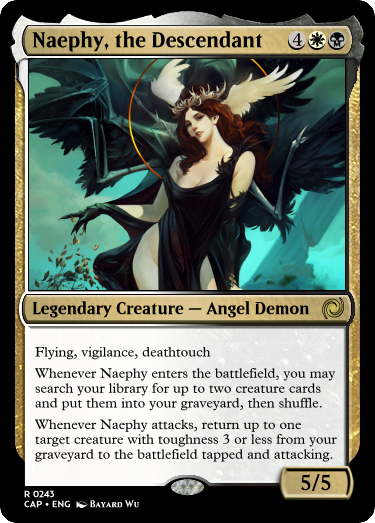 Naephy, the Descendant 4
Legendary Creature — Angel Demon
Flying, vigilance, deathtouch
Whenever Naephy enters the battlefield, you may
search your library for up to two creature cards
and put them into your graveyard, then shuffle.
Whenever Naephy attacks, return up to one
target creature with toughness 3 or less from your
graveyard to the battlefield tapped and attacking.
5/5
R 0243
CAP • ENG Bayard Wu